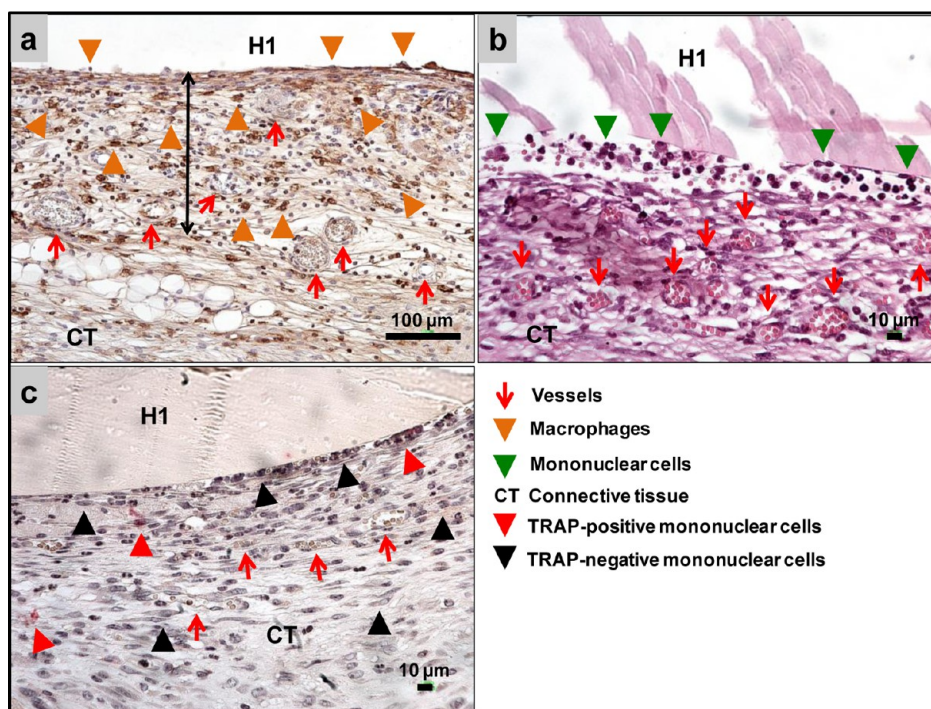 a
H1
CT
100 µm
b
H1
CT
10 µm
c
H1
CT
10 µm
Vessels
Macrophages
Mononuclear cells
CT Connective tissue
TRAP-positive mononuclear cells
TRAP-negative mononuclear cells